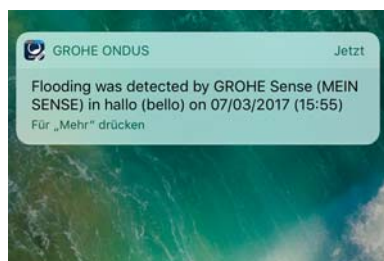 GROHE ONDUS Jetzt
Flooding was detected by GROHE Sense (MEIN
SENSE) in hallo (bello) on 07/03/2017 (15:55)
Für „Mehr“ drücken